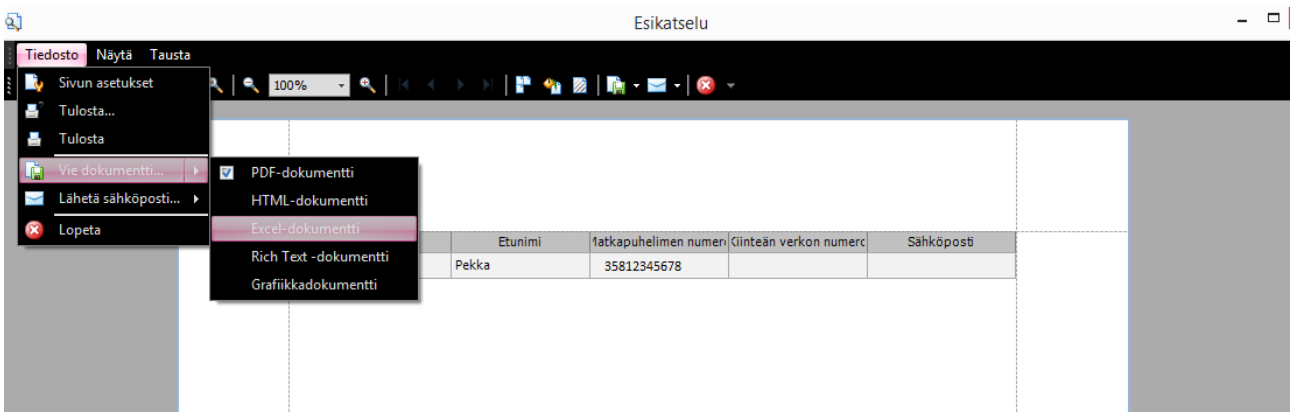 Esikatselu
Tiedosto Näytä Tausta
Sivun asetukset
100%
Tulosta...
Tulosta
Vie dokumentti...
PDF-dokumentti
Lähetä sähköposti...
HTML-dokumentti
Lopeta
Excel-dokumentti
Etunimi Matkapuhelimen numero Kiinteän verkon numero Sähköposti
Rich Text -dokumentti
Pekka 35812345678
Grafiikkadokumentti